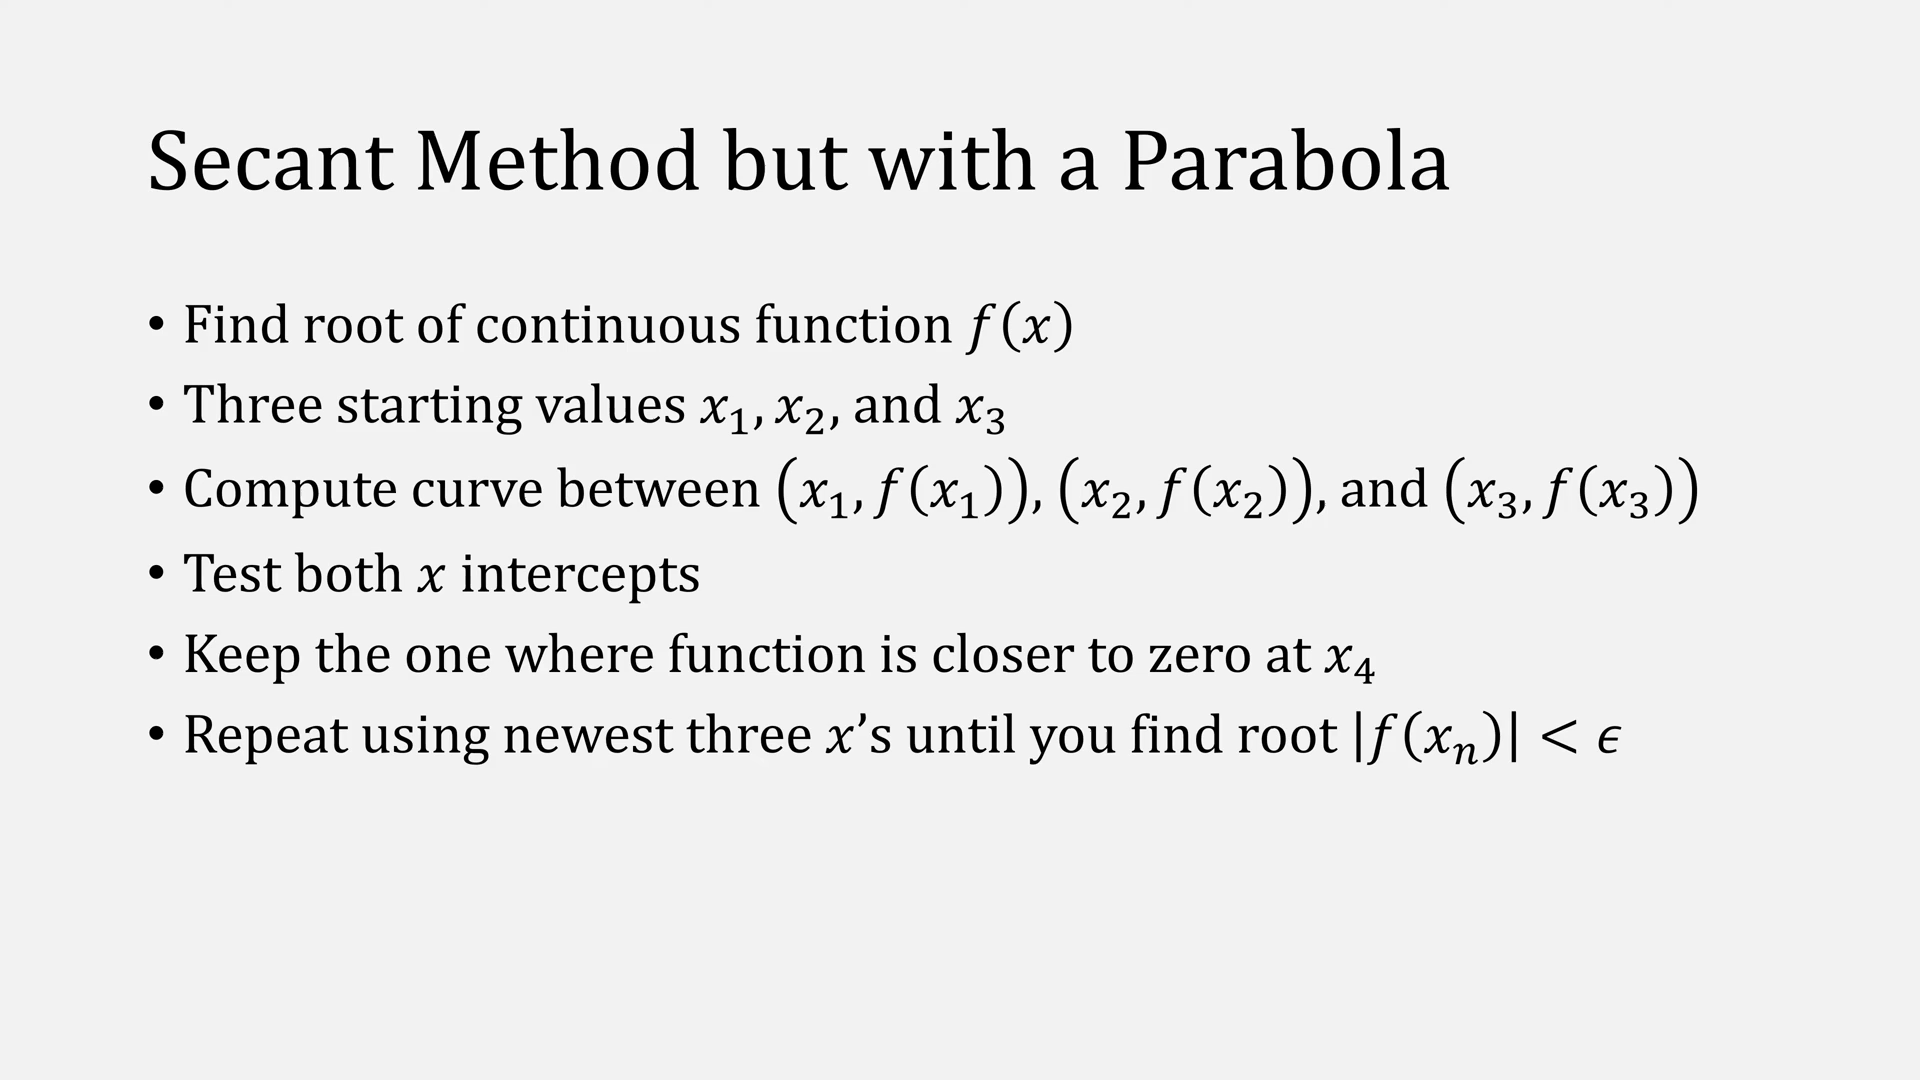 Secant Method but with a Parabola
• Find root of continuous function 𝑓(𝑥)
• Three starting values 𝑥₁, 𝑥₂, and 𝑥₃
• Compute curve between (𝑥₁, 𝑓(𝑥₁)), (𝑥₂, 𝑓(𝑥₂)), and (𝑥₃, 𝑓(𝑥₃))
• Test both 𝑥 intercepts
• Keep the one where function is closer to zero at 𝑥₄
• Repeat using newest three 𝑥’s until you find root |𝑓(𝑥ₙ)| < 𝜖